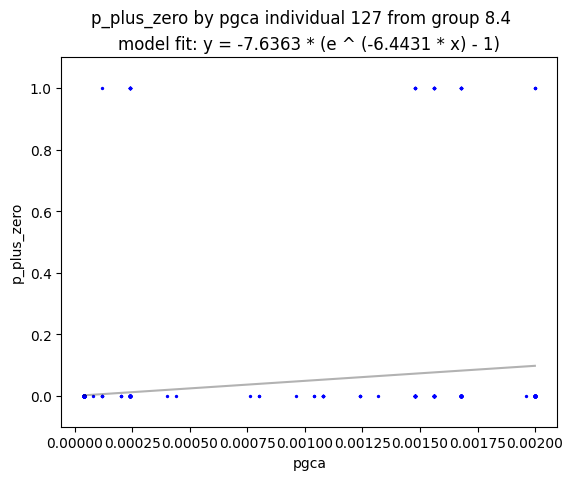 p_plus_zero by pgca individual 127 from group 8.4
model fit: y = -7.6363 * (e ^ (-6.4431 * x) - 1)
1.0
0.8
0.6
0.4
0.2
0.0
p_plus_zero
0.00000 0.00025 0.00050 0.00075 0.00100 0.00125 0.00150 0.00175 0.00200
pgca